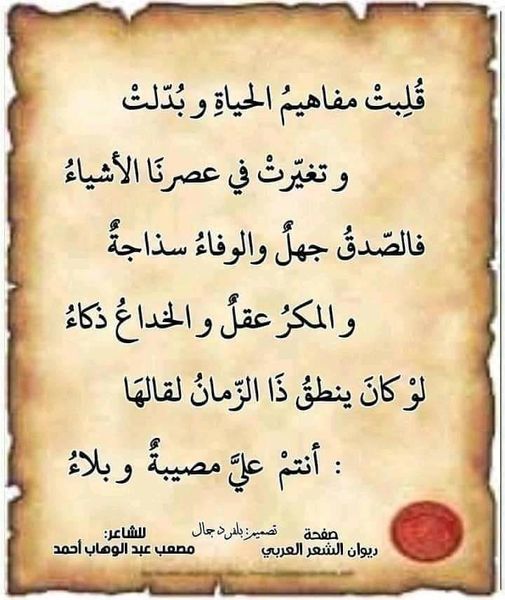 قُلِبتْ مفاهيمُ الحياةِ و بُدّلتْ
و تغيّرتْ في عصرنَا الأشياءُ
فالصّدقُ جهلٌ والوفاءُ سذاجةٌ
و المكرُ عقلٌ و الخداعُ ذكاءُ
لوْ كانَ ينطقُ ذَا الزّمانُ لقالهَا
: أنتمْ عليَّ مصيبةٌ و بلاءُ
صفحة
ديوان الشعر العربي
تصميم: بلفرد جمال
للشاعر:
مصعب عبد الوهاب أحمد